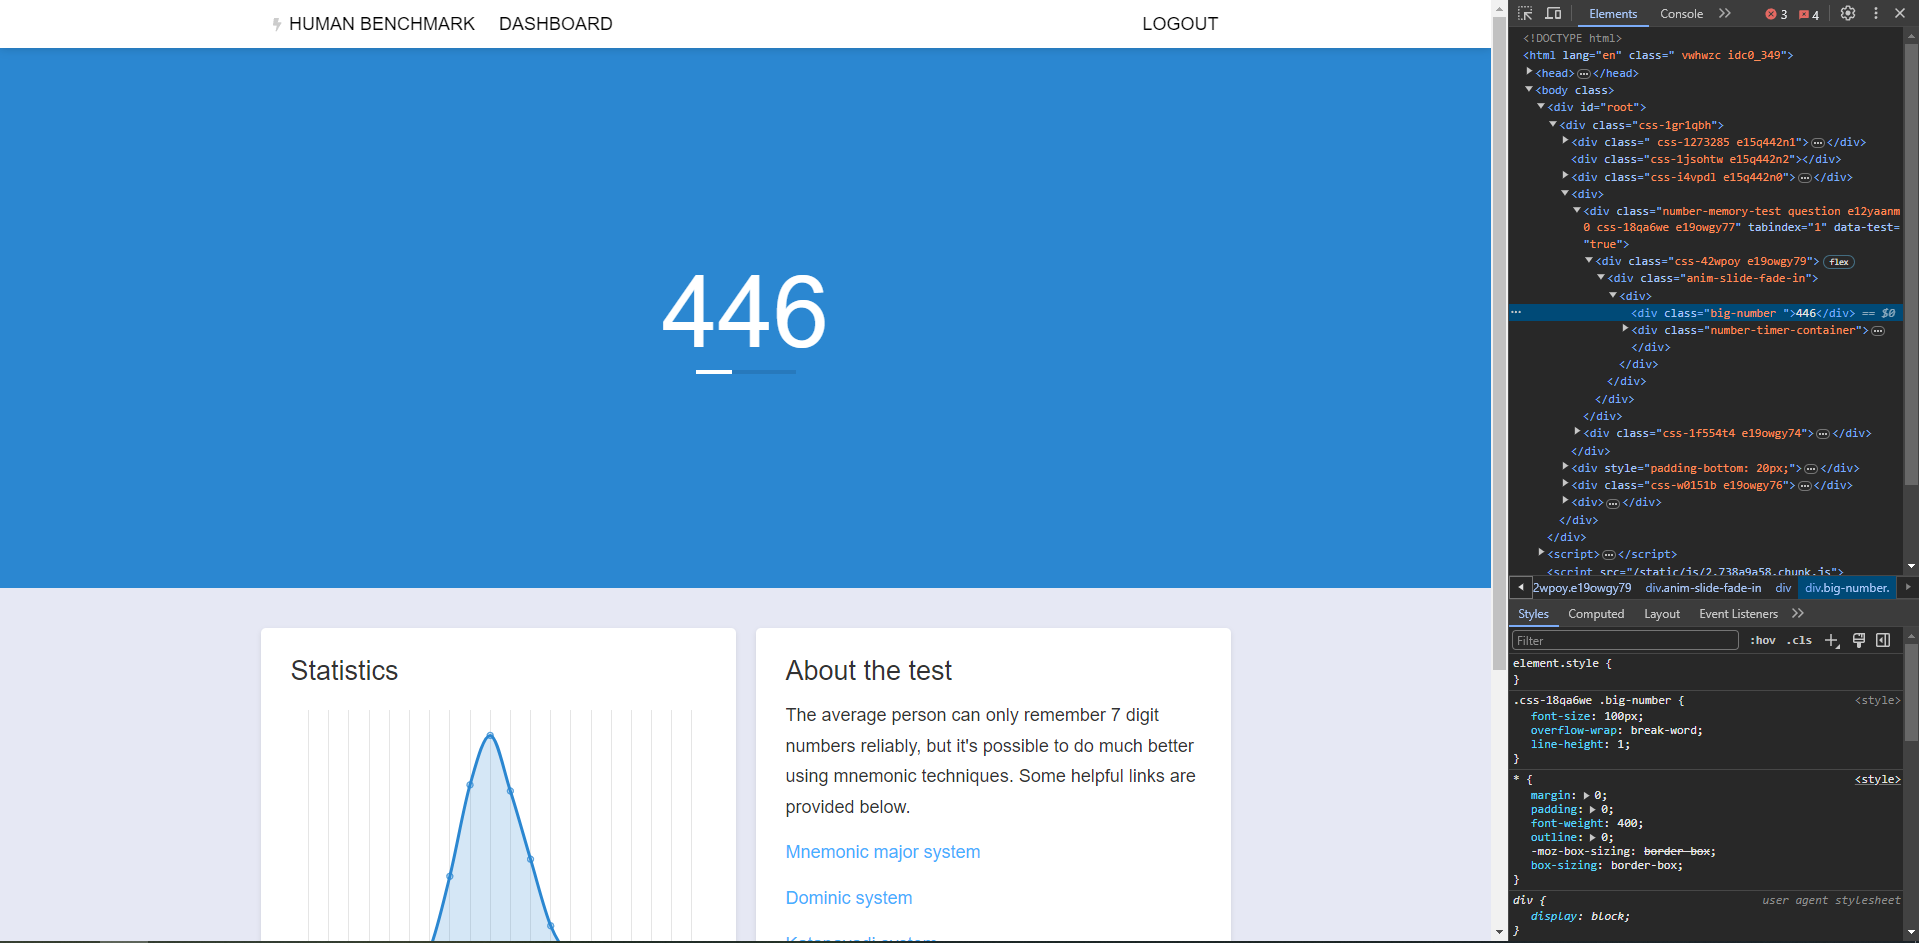 HUMAN BENCHMARK DASHBOARD LOGOUT
446
Statistics
About the test
The average person can only remember 7 digit
numbers reliably, but it's possible to do much better
using mnemonic techniques. Some helpful links are
provided below.
Mnemonic major system
Dominic system
Elements Console 3 4
<!DOCTYPE html>
<html lang="en" class=" vwhwzc idc0_349">
<head> ⋯ </head>
<body class>
<div id="root">
<div class="css-1gr1qbh">
<div class=" css-1273285 e15q442n1"> ⋯ </div>
<div class="css-1jsohtw e15q442n2"></div>
<div class="css-i4vpdl e15q442n0"> ⋯ </div>
<div>
<div class="number-memory-test question e12yaanm
0 css-18qa6we e19owgy77" tabindex="1" data-test=
"true">
<div class="css-42wpoy e19owgy79"> flex
<div class="anim-slide-fade-in">
<div>
⋯ <div class="big-number ">446</div> == $0
<div class="number-timer-container"> ⋯
</div>
</div>
</div>
</div>
</div>
<div class="css-1f554t4 e19owgy74"> ⋯ </div>
</div>
<div style="padding-bottom: 20px;"> ⋯ </div>
<div class="css-w0151b e19owgy76"> ⋯ </div>
<div> ⋯ </div>
</div>
</div>
<script> ⋯ </script>
<script src="/static/js/2.738a9a58.chunk.js">
2wpoy.e19owgy79 div.anim-slide-fade-in div div.big-number.
Styles Computed Layout Event Listeners
Filter :hov .cls
element.style {
}
.css-18qa6we .big-number { <style>
font-size: 100px;
overflow-wrap: break-word;
line-height: 1;
}
* { <style>
margin: 0;
padding: 0;
font-weight: 400;
outline: 0;
-moz-box-sizing: border-box;
box-sizing: border-box;
}
div { user agent stylesheet
display: block;
}